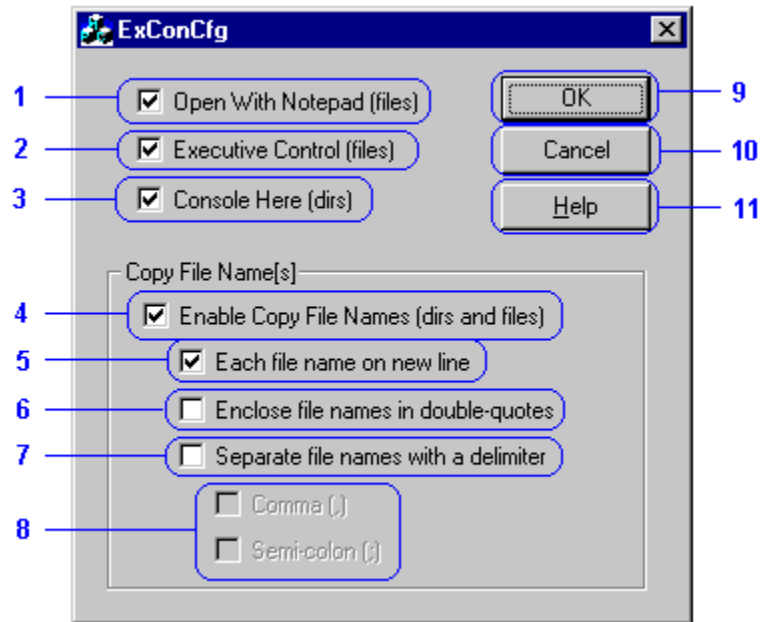 ExConCfg
1 Open With Notepad (files) OK 9
2 Executive Control (files) Cancel 10
3 Console Here (dirs) Help 11
Copy File Name[s]
4 Enable Copy File Names (dirs and files)
5 Each file name on new line
6 Enclose file names in double-quotes
7 Separate file names with a delimiter
8 Comma (,)
Semi-colon (;)